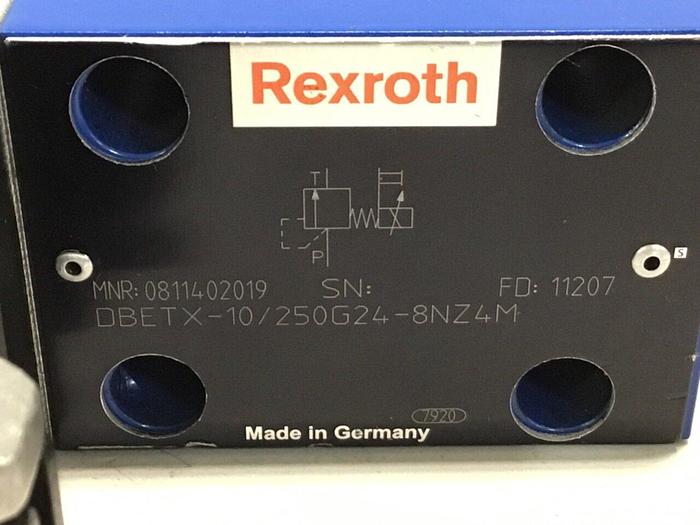 Rexroth
T
P
S
MNR: 0811402019 SN: FD: 11207
DBETX-10/250G24-8NZ4M
7920
Made in Germany